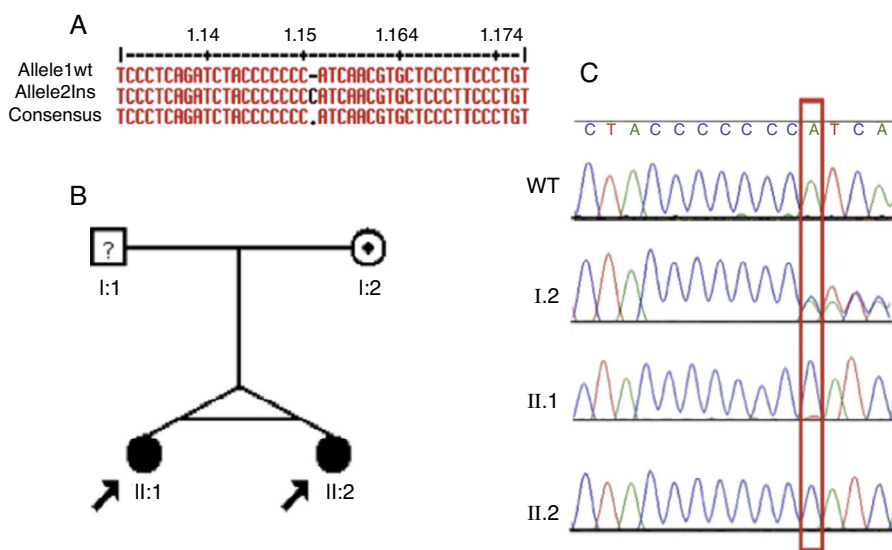 A
1.14 1.15 1.164 1.174
|--------+---------+---------+---------+--|
Allele1wt TCCCTCAGATCTACCCCCCC-ATCAACGTGCTCCCTTCCCTGT
Allele2Ins TCCCTCAGATCTACCCCCCCCATCAACGTGCTCCCTTCCCTGT
Consensus TCCCTCAGATCTACCCCCCC.ATCAACGTGCTCCCTTCCCTGT
B
?
I:1 I:2
II:1 II:2
C
C T A C C C C C C C A T C A
WT
I.2
II.1
II.2